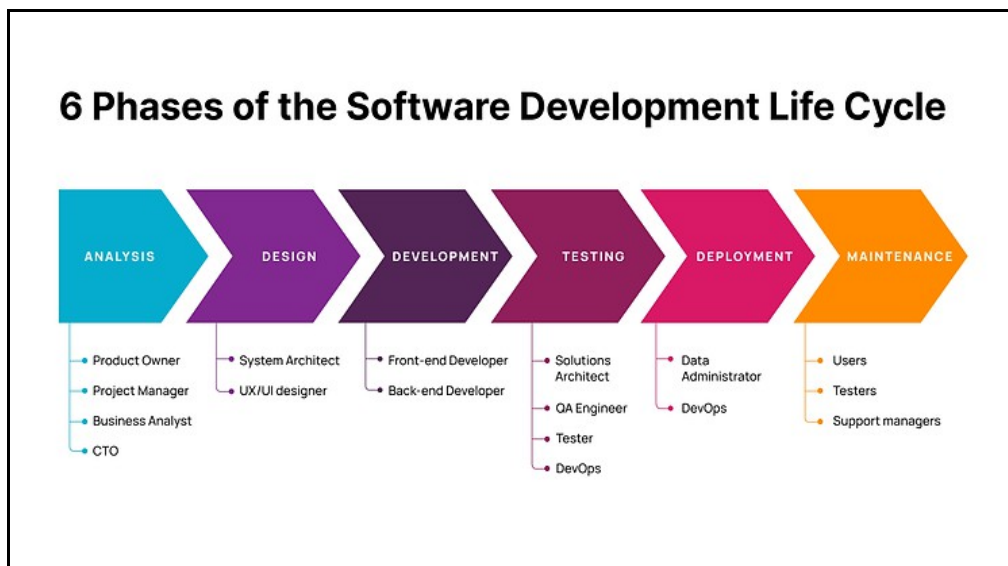 6 Phases of the Software Development Life Cycle
ANALYSIS
DESIGN
DEVELOPMENT
TESTING
DEPLOYMENT
MAINTENANCE
Product Owner
Project Manager
Business Analyst
CTO
System Architect
UX/UI designer
Front-end Developer
Back-end Developer
Solutions
Architect
QA Engineer
Tester
DevOps
Data
Administrator
DevOps
Users
Testers
Support managers